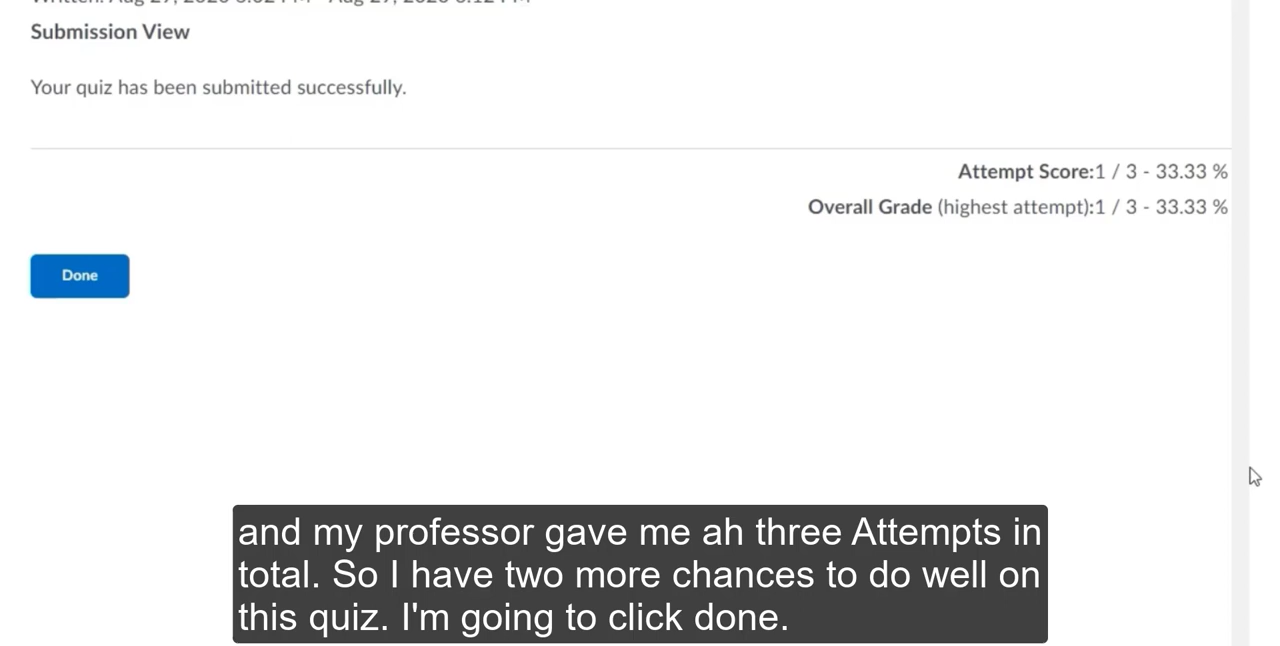 Submission View
Your quiz has been submitted successfully.
Attempt Score:1 / 3 - 33.33 %
Overall Grade (highest attempt):1 / 3 - 33.33 %
Done
and my professor gave me ah three Attempts in
total. So I have two more chances to do well on
this quiz. I'm going to click done.